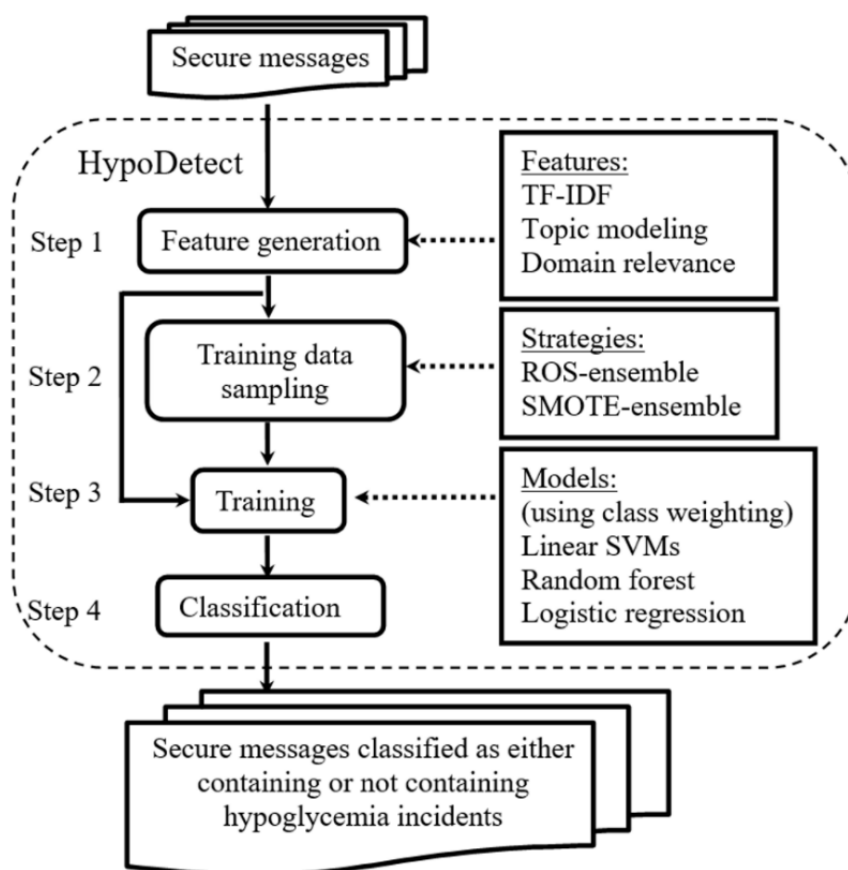 Secure messages
HypoDetect
Step 1
Feature generation
Features:
TF-IDF
Topic modeling
Domain relevance
Step 2
Training data
sampling
Strategies:
ROS-ensemble
SMOTE-ensemble
Step 3
Training
Models:
(using class weighting)
Linear SVMs
Random forest
Logistic regression
Step 4
Classification
Secure messages classified as either
containing or not containing
hypoglycemia incidents